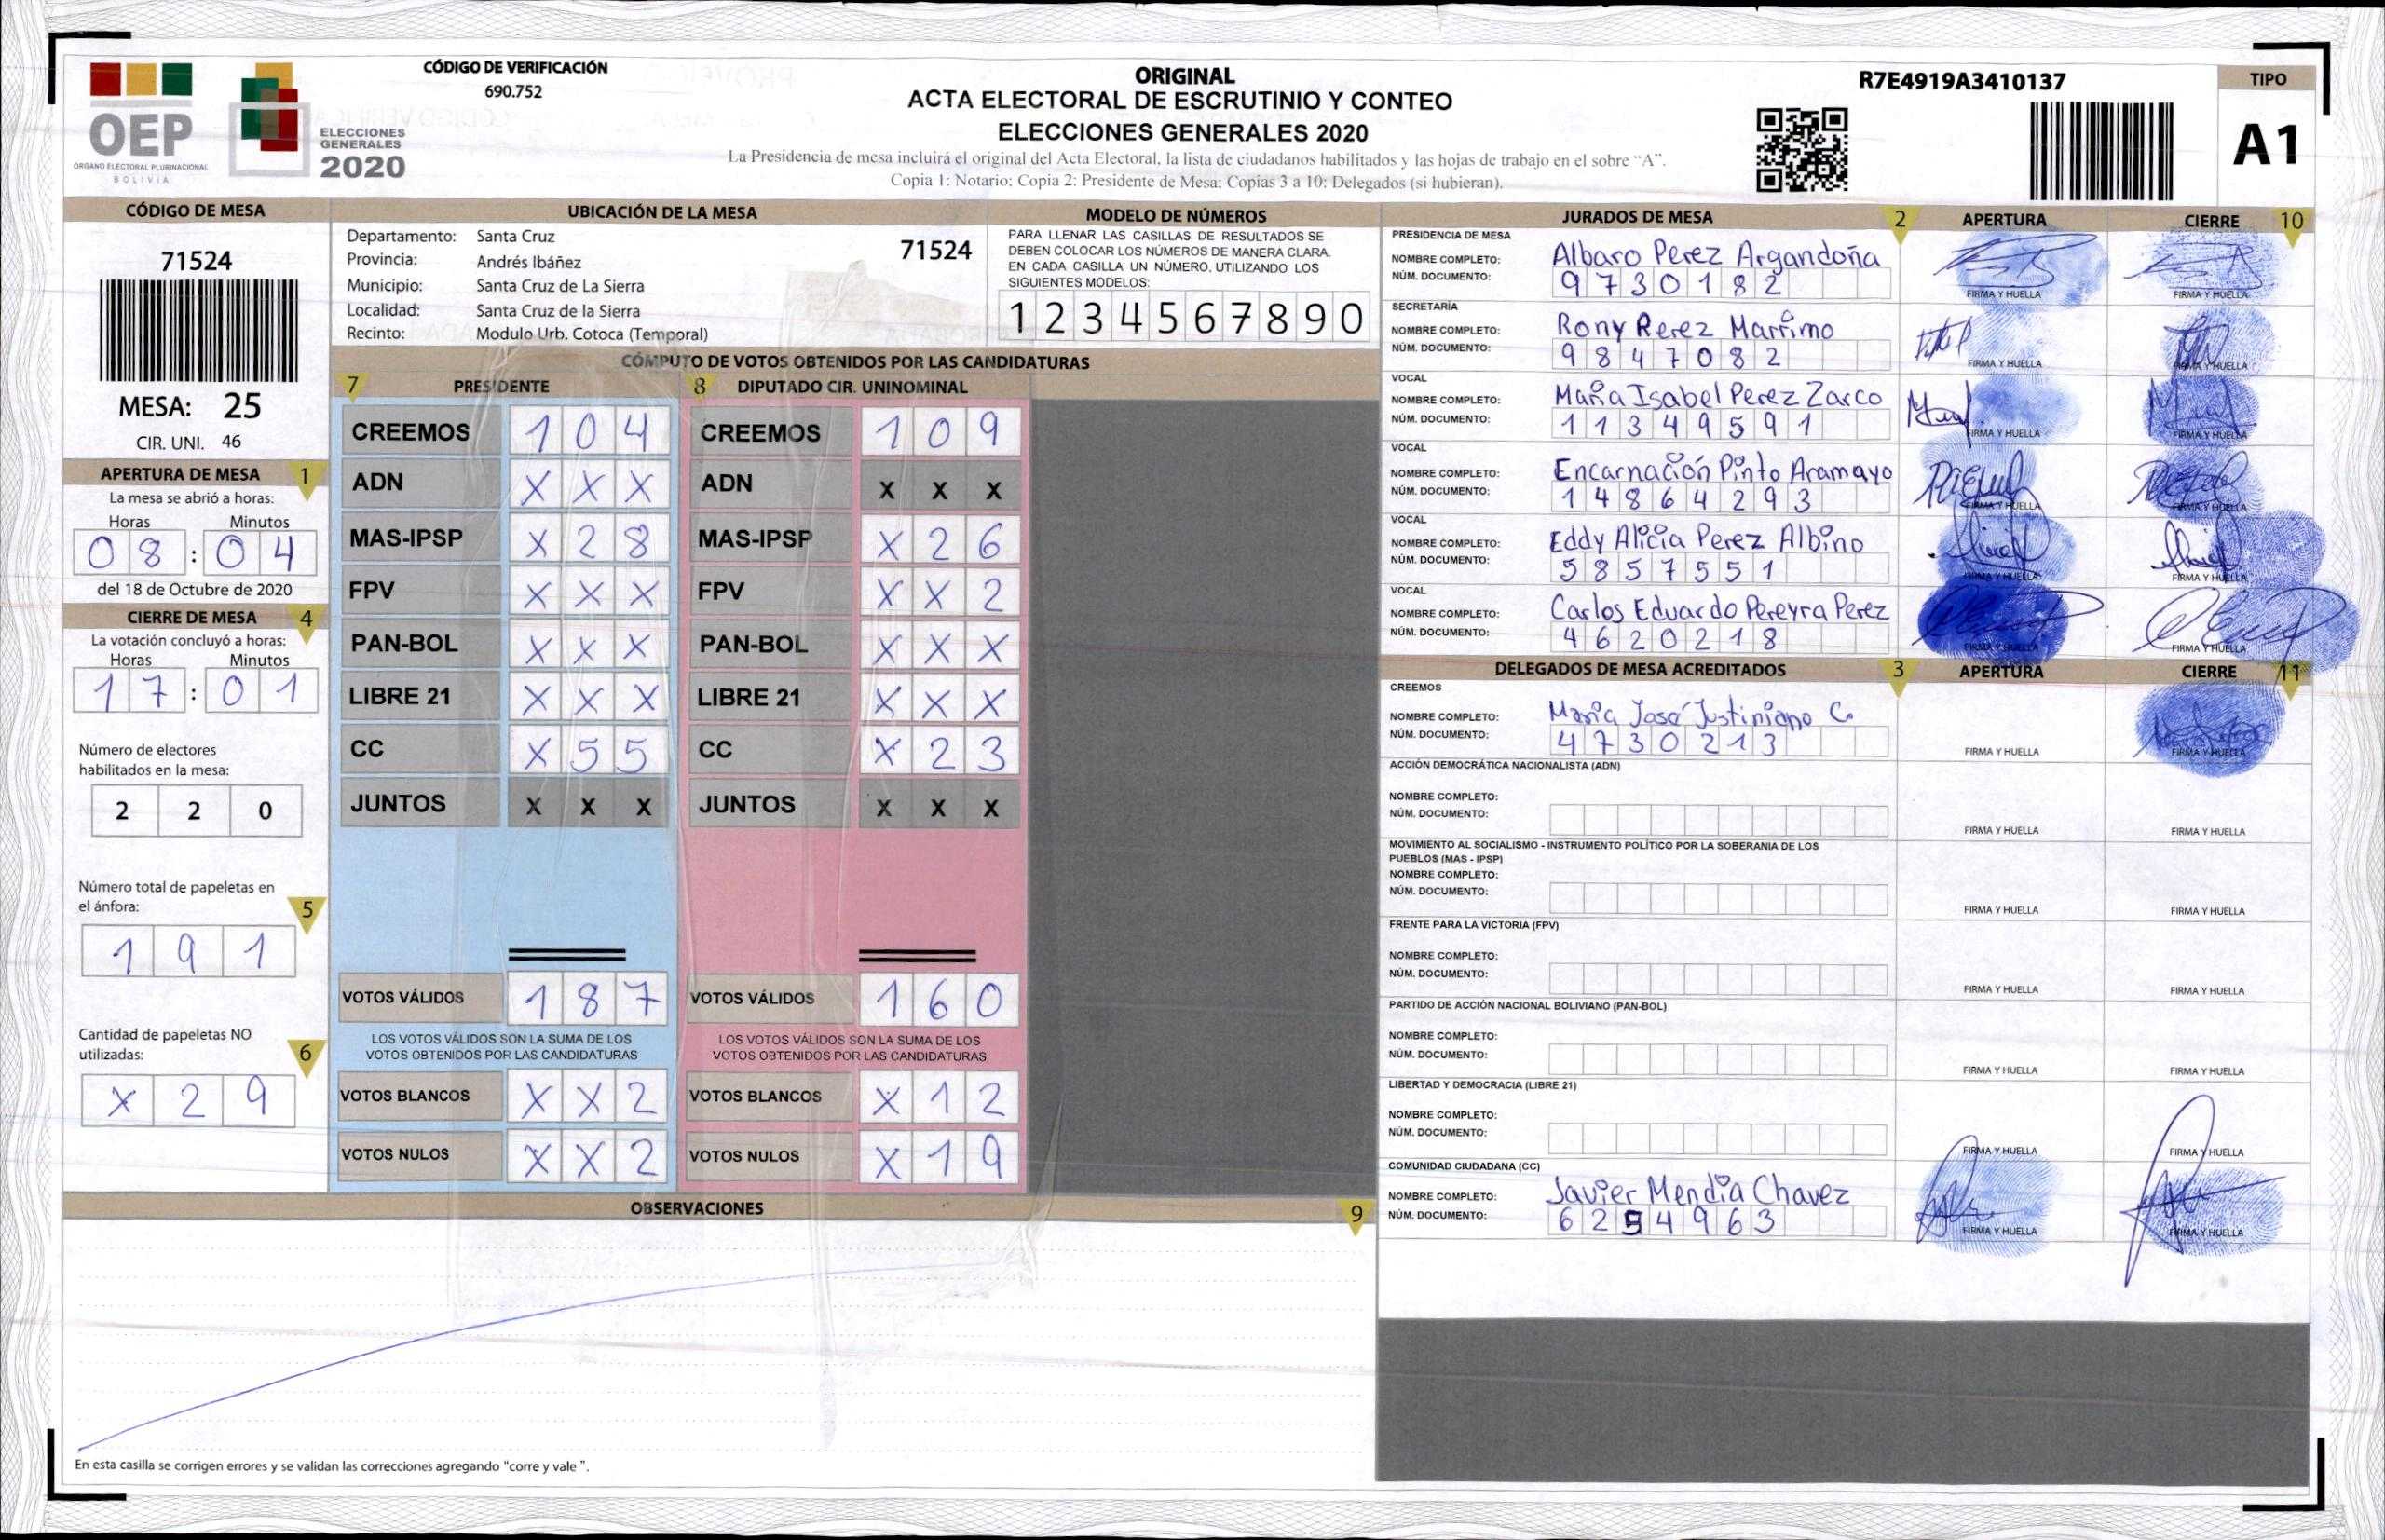 OEP
ORGANO ELECTORAL PLURINACIONAL
BOLIVIA
ELECCIONES
GENERALES
2020
CÓDIGO DE VERIFICACIÓN
690.752
ORIGINAL
ACTA ELECTORAL DE ESCRUTINIO Y CONTEO
ELECCIONES GENERALES 2020
La Presidencia de mesa incluirá el original del Acta Electoral, la lista de ciudadanos habilitados y las hojas de trabajo en el sobre “A”.
Copia 1: Notario: Copia 2: Presidente de Mesa: Copias 3 a 10: Delegados (si hubieran).
R7E4919A3410137
TIPO
A1
CÓDIGO DE MESA
71524
MESA: 25
CIR. UNI. 46
APERTURA DE MESA 1
La mesa se abrió a horas:
Horas Minutos
0 8 : 0 4
del 18 de Octubre de 2020
CIERRE DE MESA 4
La votación concluyó a horas:
Horas Minutos
1 7 : 0 1
Número de electores
habilitados en la mesa:
2 2 0
Número total de papeletas en
el ánfora: 5
1 9 1
Cantidad de papeletas NO
utilizadas: 6
X 2 9
UBICACIÓN DE LA MESA
Departamento: Santa Cruz 71524
Provincia: Andrés Ibáñez
Municipio: Santa Cruz de La Sierra
Localidad: Santa Cruz de la Sierra
Recinto: Modulo Urb. Cotoca (Temporal)
MODELO DE NÚMEROS
PARA LLENAR LAS CASILLAS DE RESULTADOS SE
DEBEN COLOCAR LOS NÚMEROS DE MANERA CLARA.
EN CADA CASILLA UN NÚMERO, UTILIZANDO LOS
SIGUIENTES MODELOS:
1 2 3 4 5 6 7 8 9 0
CÓMPUTO DE VOTOS OBTENIDOS POR LAS CANDIDATURAS
7 PRESIDENTE 8 DIPUTADO CIR. UNINOMINAL
CREEMOS 1 0 4 CREEMOS 1 0 9
ADN X X X ADN X X X
MAS-IPSP X 2 8 MAS-IPSP X 2 6
FPV X X X FPV X X 2
PAN-BOL X X X PAN-BOL X X X
LIBRE 21 X X X LIBRE 21 X X X
CC X 5 5 CC X 2 3
JUNTOS X X X JUNTOS X X X
VOTOS VÁLIDOS 1 8 7 VOTOS VÁLIDOS 1 6 0
LOS VOTOS VÁLIDOS SON LA SUMA DE LOS LOS VOTOS VÁLIDOS SON LA SUMA DE LOS
VOTOS OBTENIDOS POR LAS CANDIDATURAS VOTOS OBTENIDOS POR LAS CANDIDATURAS
VOTOS BLANCOS X X 2 VOTOS BLANCOS X 1 2
VOTOS NULOS X X 2 VOTOS NULOS X 1 9
OBSERVACIONES 9
En esta casilla se corrigen errores y se validan las correcciones agregando “corre y vale ”.
JURADOS DE MESA 2 APERTURA CIERRE 10
PRESIDENCIA DE MESA
NOMBRE COMPLETO: Albaro Perez Argandoña
NÚM. DOCUMENTO: 9 7 3 0 1 8 2
FIRMA Y HUELLA FIRMA Y HUELLA
SECRETARÍA
NOMBRE COMPLETO: Rony Perez Marrimo
NÚM. DOCUMENTO: 9 8 4 7 0 8 2
FIRMA Y HUELLA FIRMA Y HUELLA
VOCAL
NOMBRE COMPLETO: Maria Isabel Perez Zarco
NÚM. DOCUMENTO: 1 1 3 4 9 5 9 1
FIRMA Y HUELLA FIRMA Y HUELLA
VOCAL
NOMBRE COMPLETO: Encarnación Pinto Aramayo
NÚM. DOCUMENTO: 1 4 8 6 4 2 9 3
FIRMA Y HUELLA FIRMA Y HUELLA
VOCAL
NOMBRE COMPLETO: Eddy Alicia Perez Albino
NÚM. DOCUMENTO: 5 8 5 7 5 5 1
FIRMA Y HUELLA FIRMA Y HUELLA
VOCAL
NOMBRE COMPLETO: Carlos Eduardo Pereyra Perez
NÚM. DOCUMENTO: 4 6 2 0 2 1 8
FIRMA Y HUELLA FIRMA Y HUELLA
DELEGADOS DE MESA ACREDITADOS 3 APERTURA CIERRE 11
CREEMOS
NOMBRE COMPLETO: Maria José Justiniano C.
NÚM. DOCUMENTO: 4 7 3 0 2 1 3
FIRMA Y HUELLA FIRMA Y HUELLA
ACCIÓN DEMOCRÁTICA NACIONALISTA (ADN)
NOMBRE COMPLETO:
NÚM. DOCUMENTO:
FIRMA Y HUELLA FIRMA Y HUELLA
MOVIMIENTO AL SOCIALISMO - INSTRUMENTO POLÍTICO POR LA SOBERANIA DE LOS
PUEBLOS (MAS - IPSP)
NOMBRE COMPLETO:
NÚM. DOCUMENTO:
FIRMA Y HUELLA FIRMA Y HUELLA
FRENTE PARA LA VICTORIA (FPV)
NOMBRE COMPLETO:
NÚM. DOCUMENTO:
FIRMA Y HUELLA FIRMA Y HUELLA
PARTIDO DE ACCIÓN NACIONAL BOLIVIANO (PAN-BOL)
NOMBRE COMPLETO:
NÚM. DOCUMENTO:
FIRMA Y HUELLA FIRMA Y HUELLA
LIBERTAD Y DEMOCRACIA (LIBRE 21)
NOMBRE COMPLETO:
NÚM. DOCUMENTO:
FIRMA Y HUELLA FIRMA Y HUELLA
COMUNIDAD CIUDADANA (CC)
NOMBRE COMPLETO: Javier Mendia Chavez
NÚM. DOCUMENTO: 6 2 9 4 9 6 3
FIRMA Y HUELLA FIRMA Y HUELLA